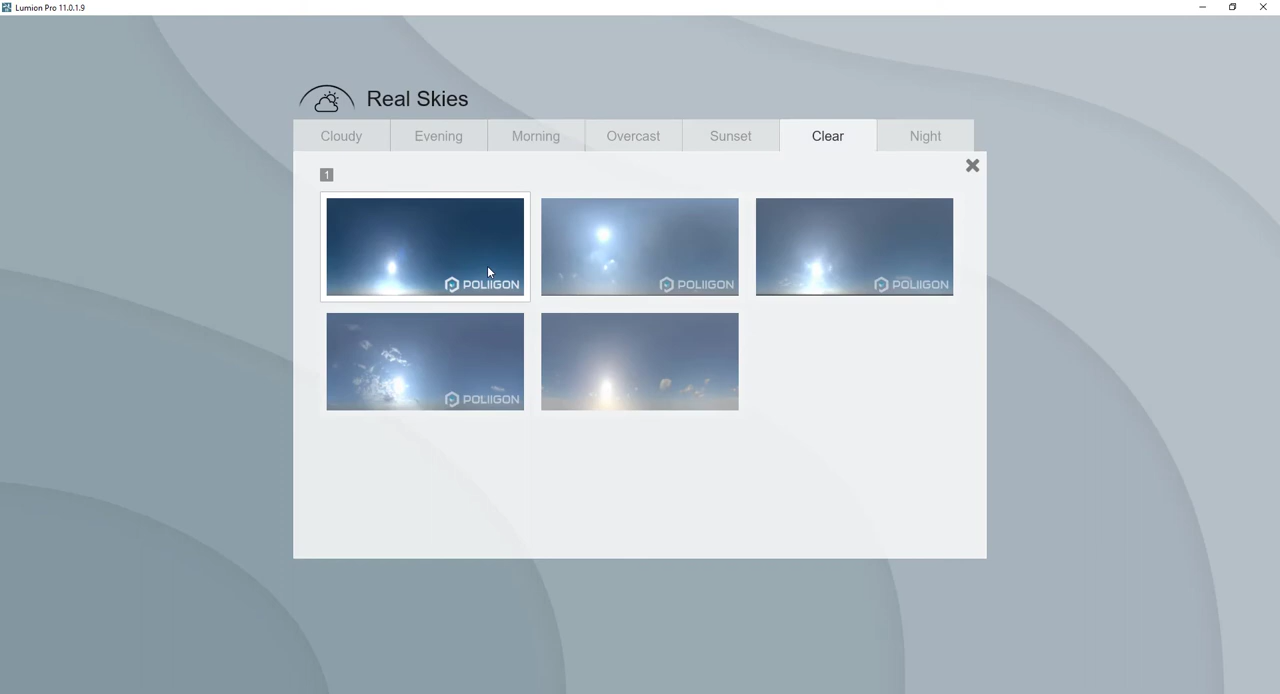 Lumion Pro 11.0.1.9
Real Skies
Cloudy
Evening
Morning
Overcast
Sunset
Clear
Night
1
POLIIGON
POLIIGON
POLIIGON
POLIIGON